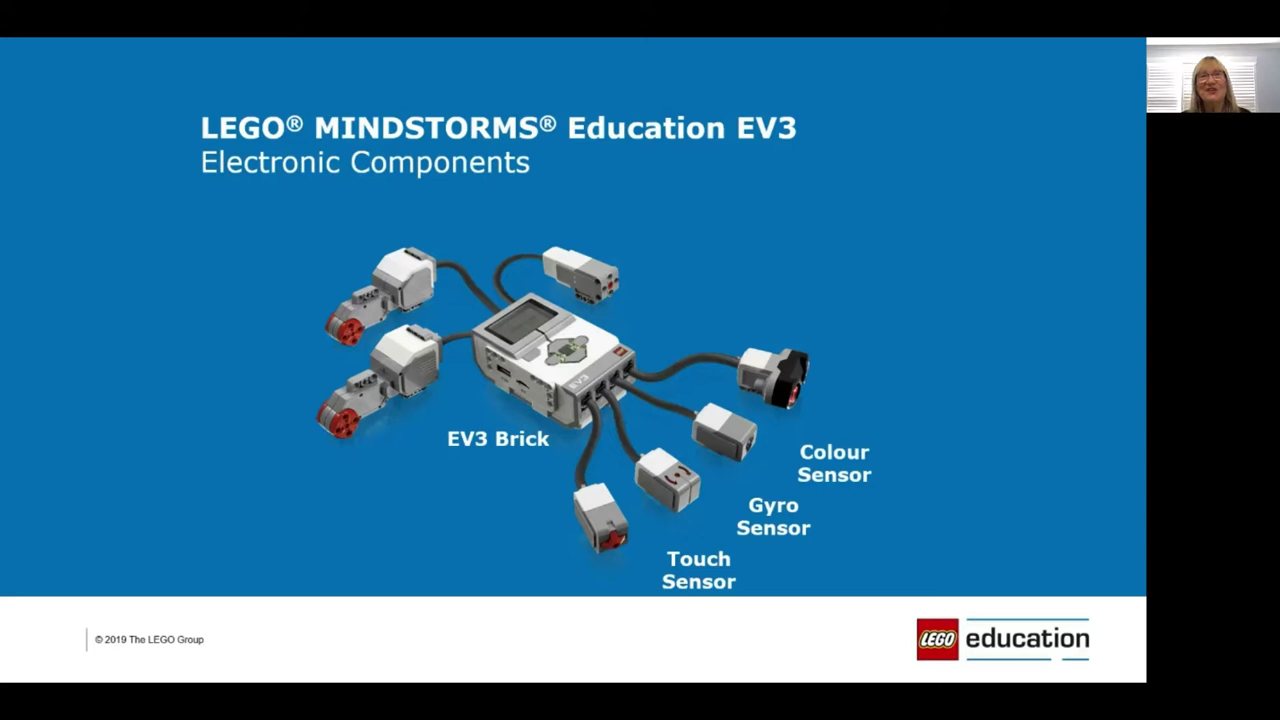 LEGO® MINDSTORMS® Education EV3
Electronic Components
EV3
EV3 Brick
Colour
Sensor
Gyro
Sensor
Touch
Sensor
© 2019 The LEGO Group
LEGO education